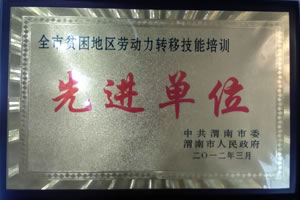 全市贫困地区劳动力转移技能培训
先进单位
中共渭南市委
渭南市人民政府
二〇一二年三月